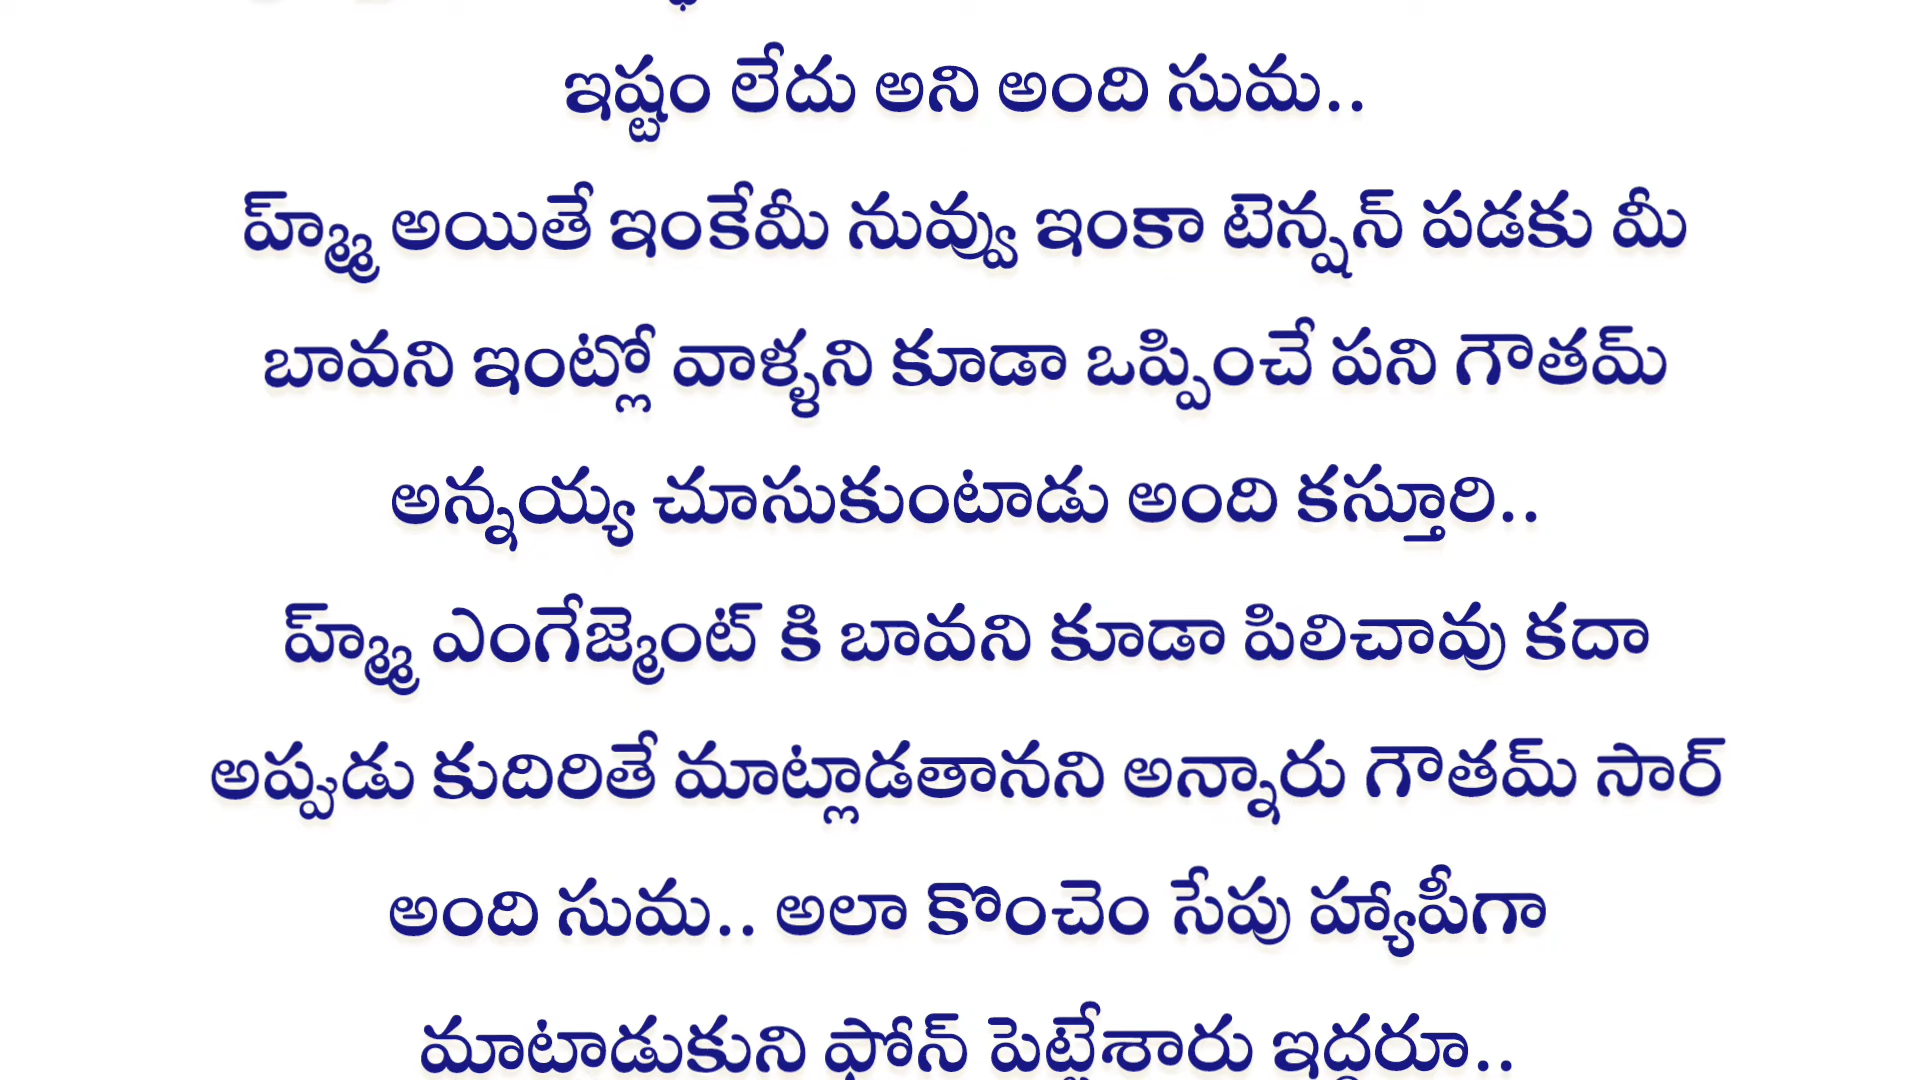 ఇష్టం లేదు అని అంది సుమ..
హ్మ్మ్ అయితే ఇంకేమీ నువ్వు ఇంకా టెన్షన్ పడకు మీ
బావని ఇంట్లో వాళ్ళని కూడా ఒప్పించే పని గౌతమ్
అన్నయ్య చూసుకుంటాడు అంది కస్తూరి..
హ్మ్మ్ ఎంగేజ్మెంట్ కి బావని కూడా పిలిచావు కదా
అప్పుడు కుదిరితే మాట్లాడతానని అన్నారు గౌతమ్ సార్
అంది సుమ.. అలా కొంచెం సేపు హ్యాపీగా
మాటాడుకుని ఫోన్ పెట్టేశారు ఇద్దరూ..